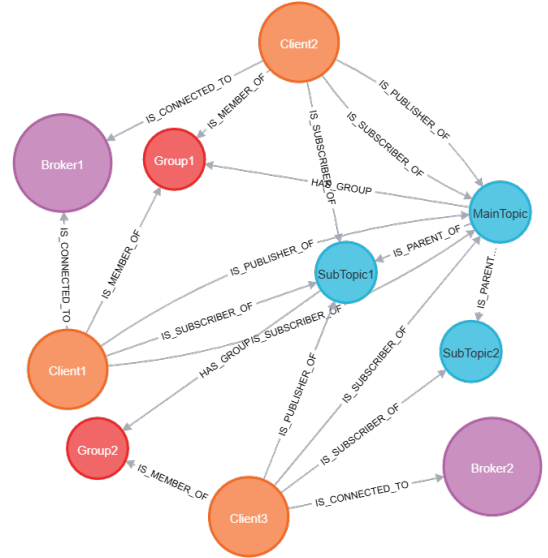 Client2
IS_PUBLISHER_OF
IS_CONNECTED_TO
IS_MEMBER_OF
IS_SUBSCRIBER_OF
IS_SUBSCRIBER_OF
Broker1
Group1
HAS_GROUP
MainTopic
IS_CONNECTED_TO
IS_MEMBER_OF
IS_PUBLISHER_OF
IS_PARENT_OF
SubTopic1
IS_PARENT...
IS_SUBSCRIBER_OF
IS_SUBSCRIBER_OF
HAS_GROUP
SubTopic2
Client1
IS_PUBLISHER_OF
IS_SUBSCRIBER_OF
IS_SUBSCRIBER_OF
Group2
IS_MEMBER_OF
Broker2
IS_CONNECTED_TO
Client3